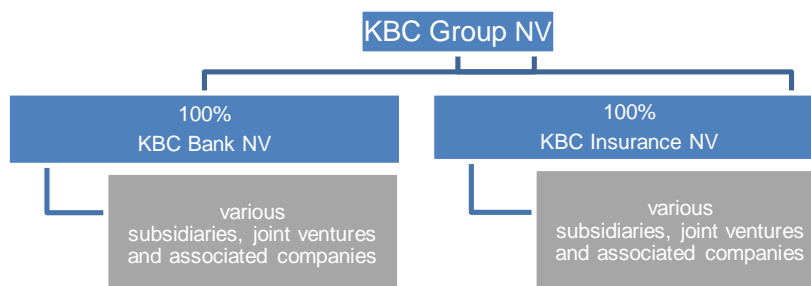 KBC Group NV
100%
KBC Bank NV
100%
KBC Insurance NV
various
subsidiaries, joint ventures
and associated companies
various
subsidiaries, joint ventures
and associated companies